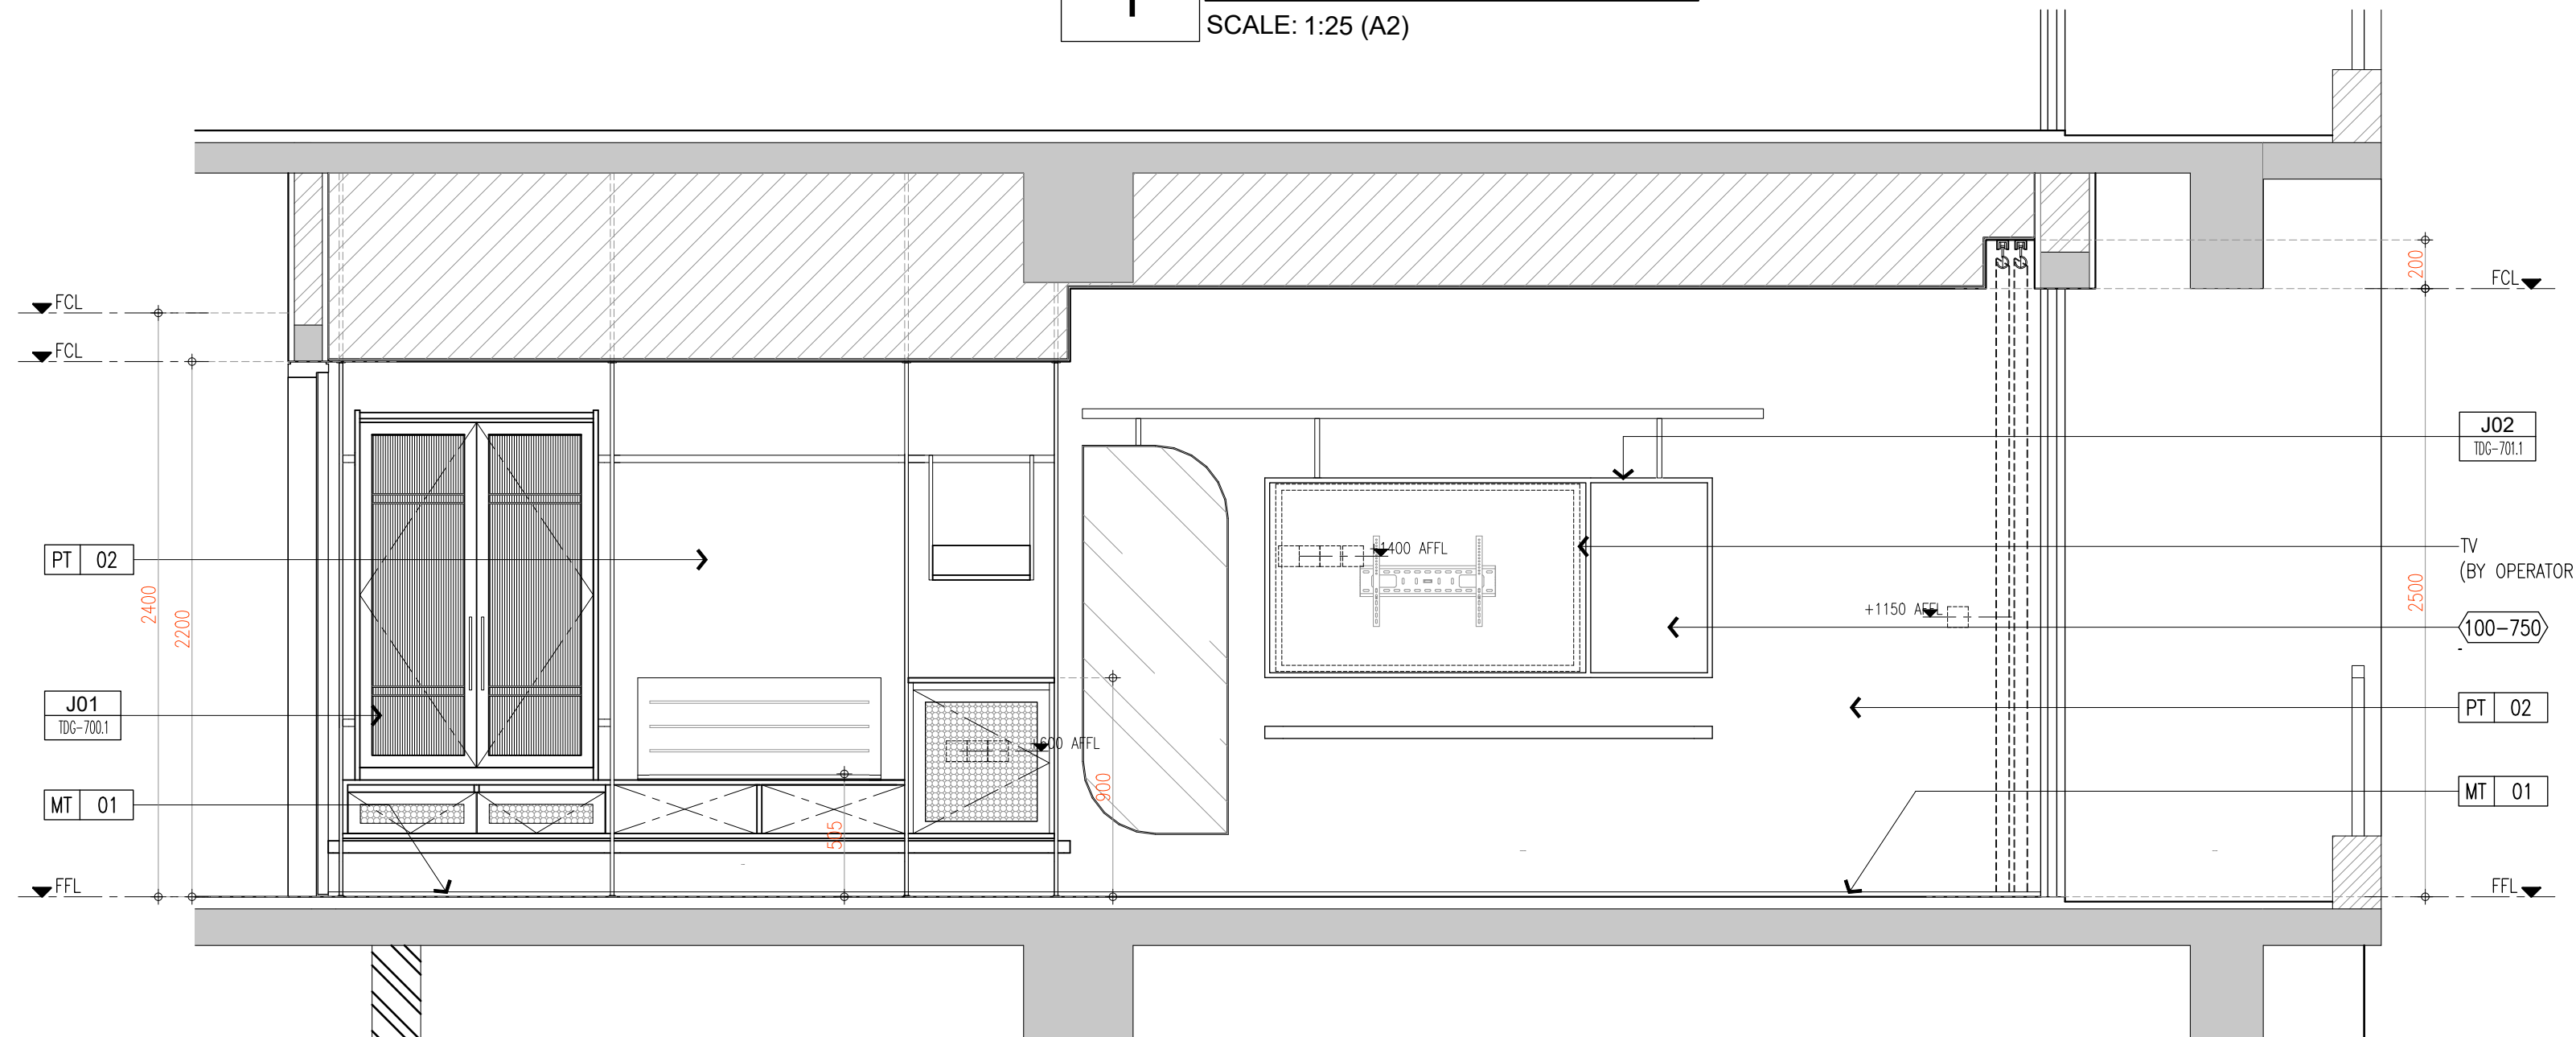 SCALE: 1:25 (A2)
200
FCL
FCL
FCL
J02
TDG-701.1
PT 02
+1400 AFFL
TV
(BY OPERATOR
2400
2200
2500
+1150 AFFL
100-750
-
J01
TDG-700.1
PT 02
+600 AFFL
900
MT 01
MT 01
505
FFL
FFL